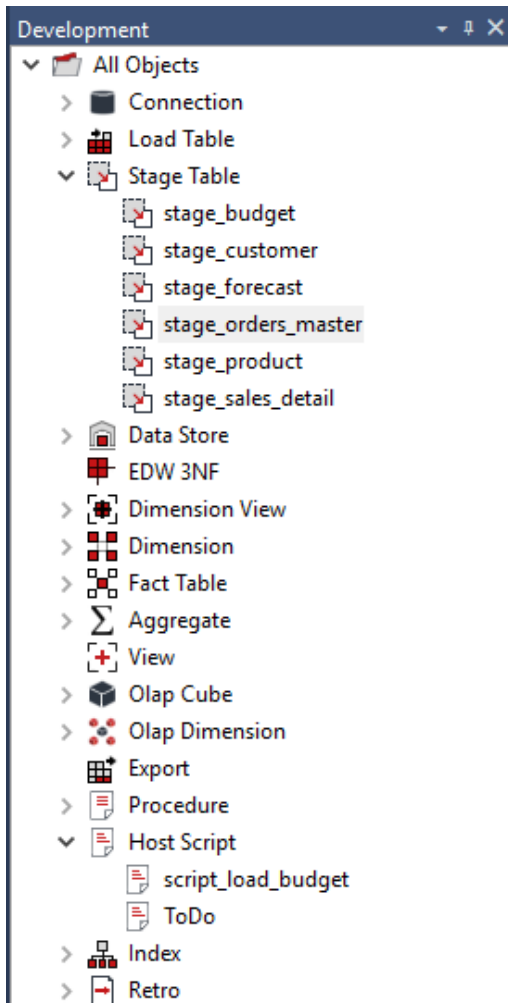 Development
All Objects
Connection
Load Table
Stage Table
stage_budget
stage_customer
stage_forecast
stage_orders_master
stage_product
stage_sales_detail
Data Store
EDW 3NF
Dimension View
Dimension
Fact Table
Aggregate
View
Olap Cube
Olap Dimension
Export
Procedure
Host Script
script_load_budget
ToDo
Index
Retro